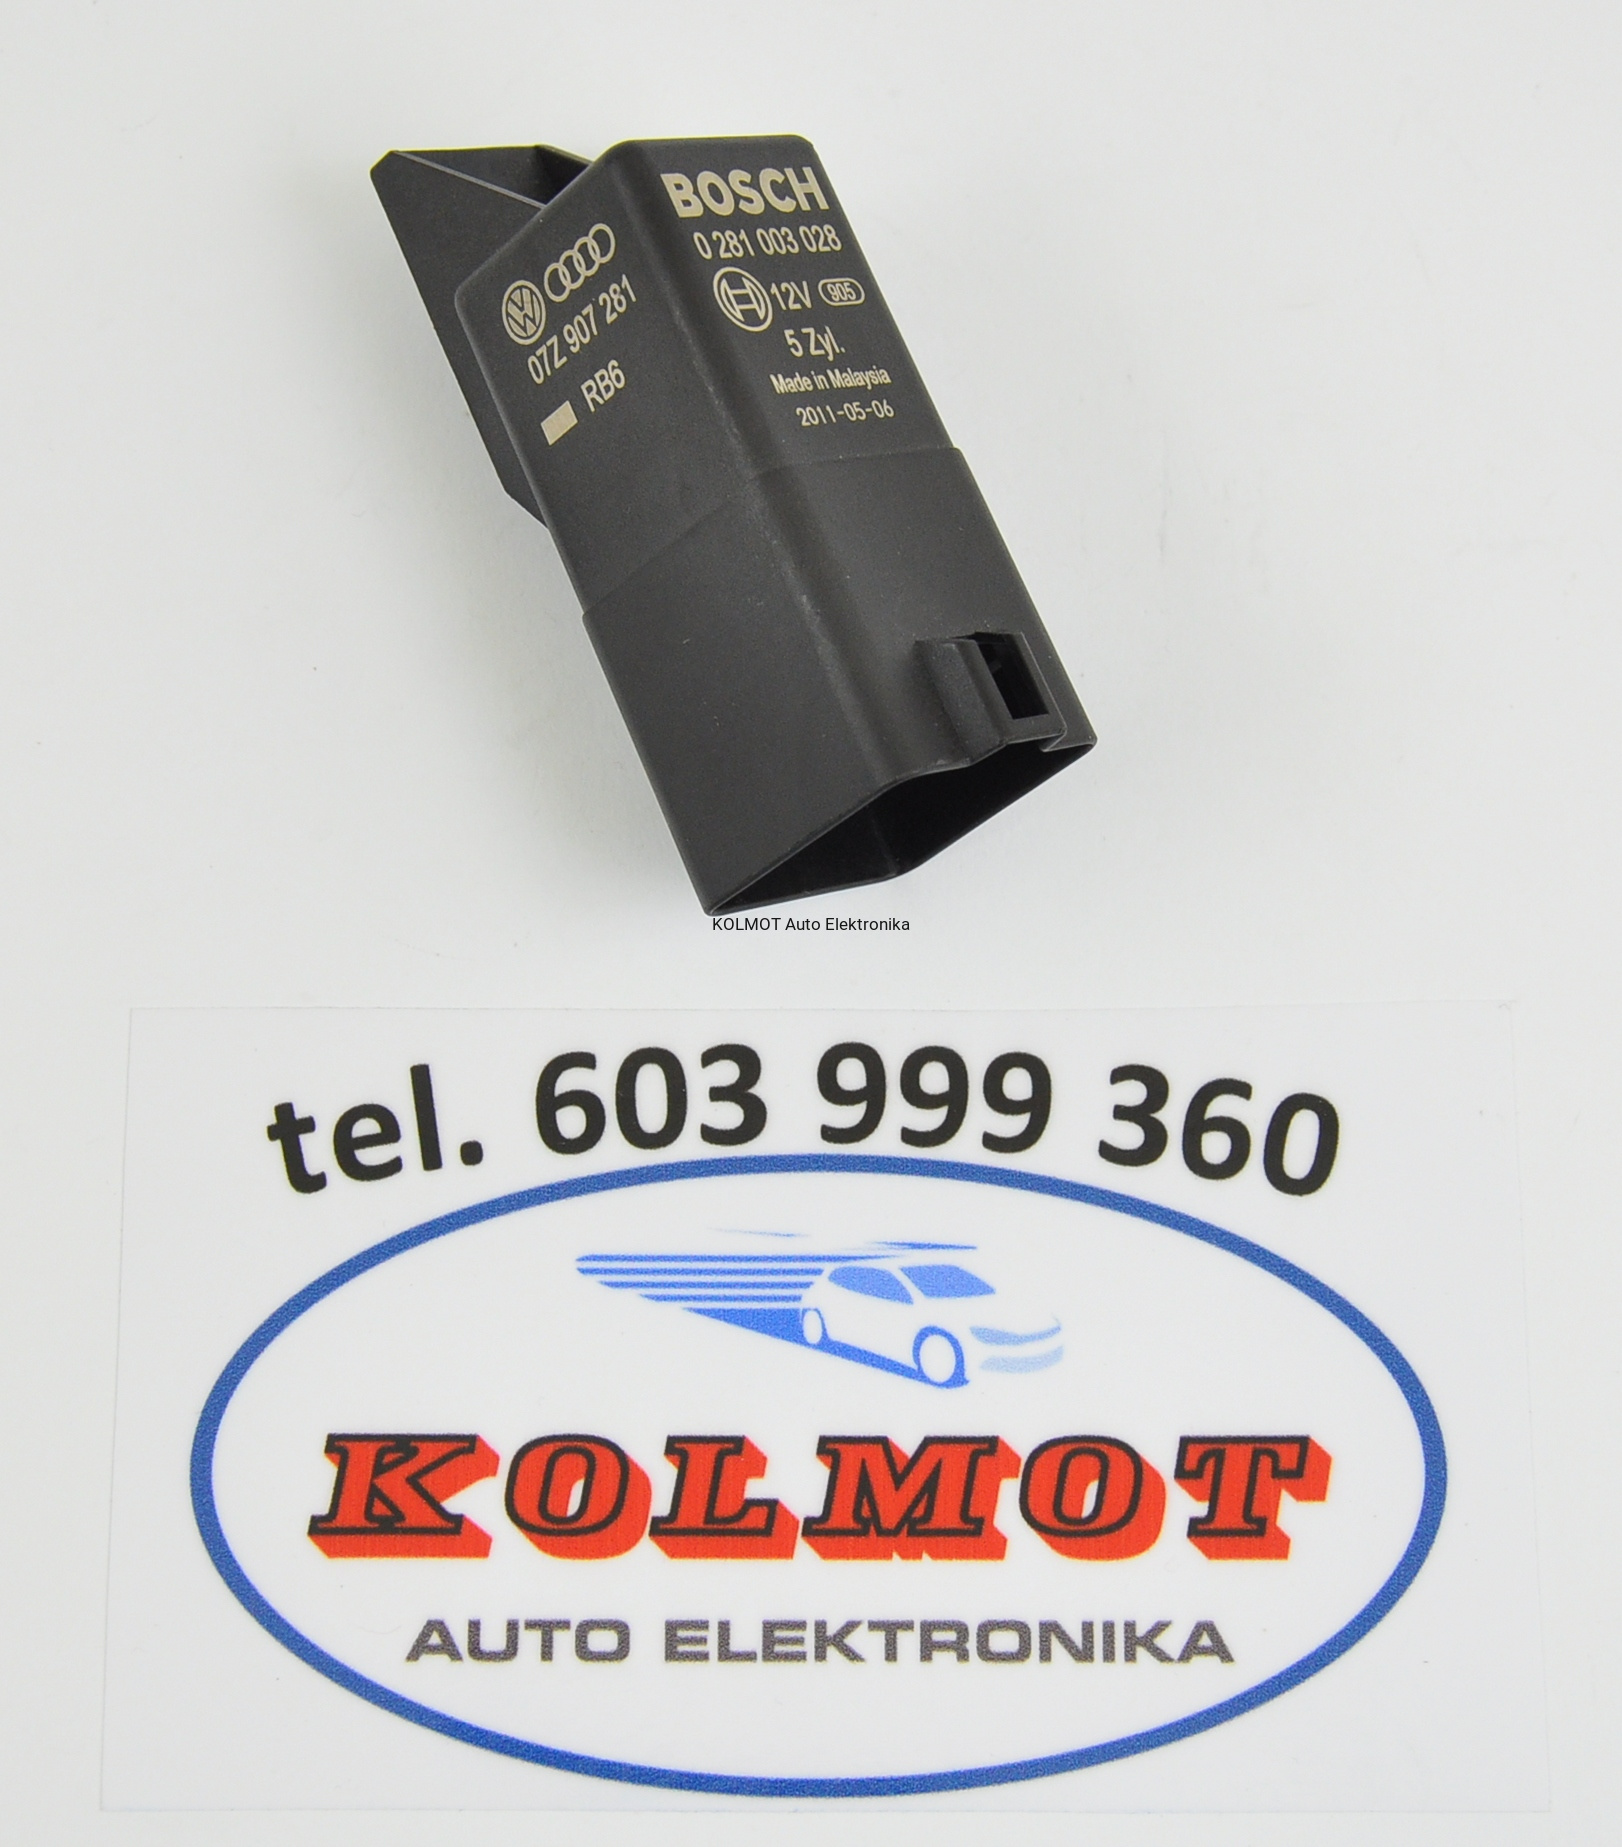 BOSCH
0 281 003 028
12V 905
5 Zyl.
Made in Malaysia
2011-05-06
VW
07Z 907 281
RB6
KOLMOT Auto Elektronika
tel. 603 999 360
KOLMOT
AUTO ELEKTRONIKA